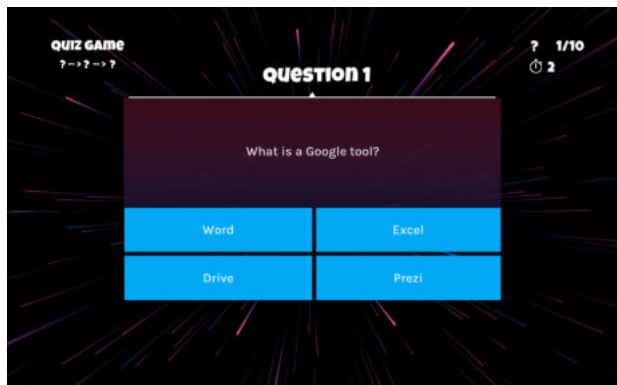 QUIZ GAME
? --> ? --> ?
? 1/10
2
QUESTION 1
What is a Google tool?
Word
Excel
Drive
Prezi